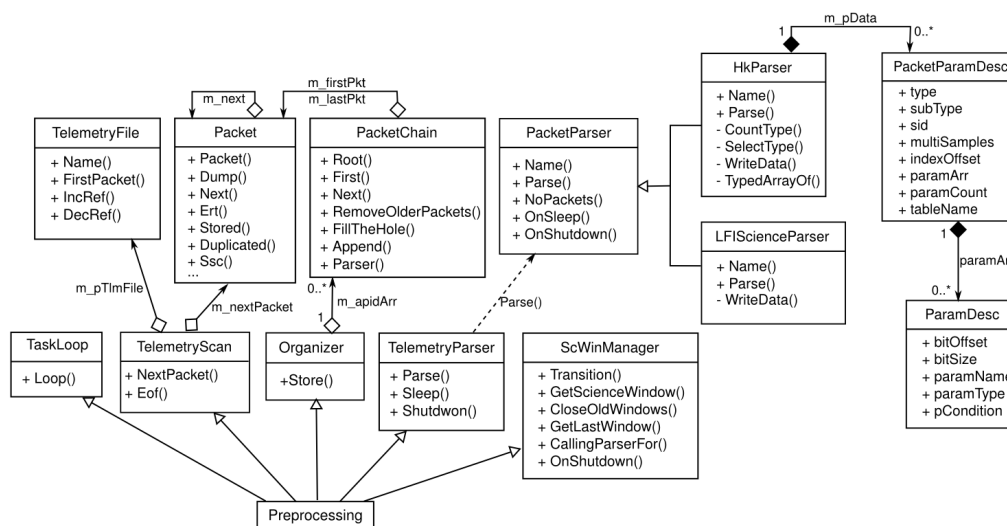 m_pData
1
0..*
HkParser
+ Name()
+ Parse()
- CountType()
- SelectType()
- WriteData()
- TypedArrayOf()
PacketParamDesc
+ type
+ subType
+ sid
+ multiSamples
+ indexOffset
+ paramArr
+ paramCount
+ tableName
m_next
m_firstPkt
m_lastPkt
TelemetryFile
+ Name()
+ FirstPacket()
+ IncRef()
+ DecRef()
Packet
+ Packet()
+ Dump()
+ Next()
+ Ert()
+ Stored()
+ Duplicated()
+ Ssc()
...
PacketChain
+ Root()
+ First()
+ Next()
+ RemoveOlderPackets()
+ FillTheHole()
+ Append()
+ Parser()
PacketParser
+ Name()
+ Parse()
+ NoPackets()
+ OnSleep()
+ OnShutdown()
LFIScienceParser
+ Name()
+ Parse()
- WriteData()
1
paramAr
0..*
ParamDesc
+ bitOffset
+ bitSize
+ paramName
+ paramType
+ pCondition
m_pTlmFile
m_nextPacket
0..*
m_apidArr
1
Parse()
TaskLoop
+ Loop()
TelemetryScan
+ NextPacket()
+ Eof()
Organizer
+Store()
TelemetryParser
+ Parse()
+ Sleep()
+ Shutdwon()
ScWinManager
+ Transition()
+ GetScienceWindow()
+ CloseOldWindows()
+ GetLastWindow()
+ CallingParserFor()
+ OnShutdown()
Preprocessing